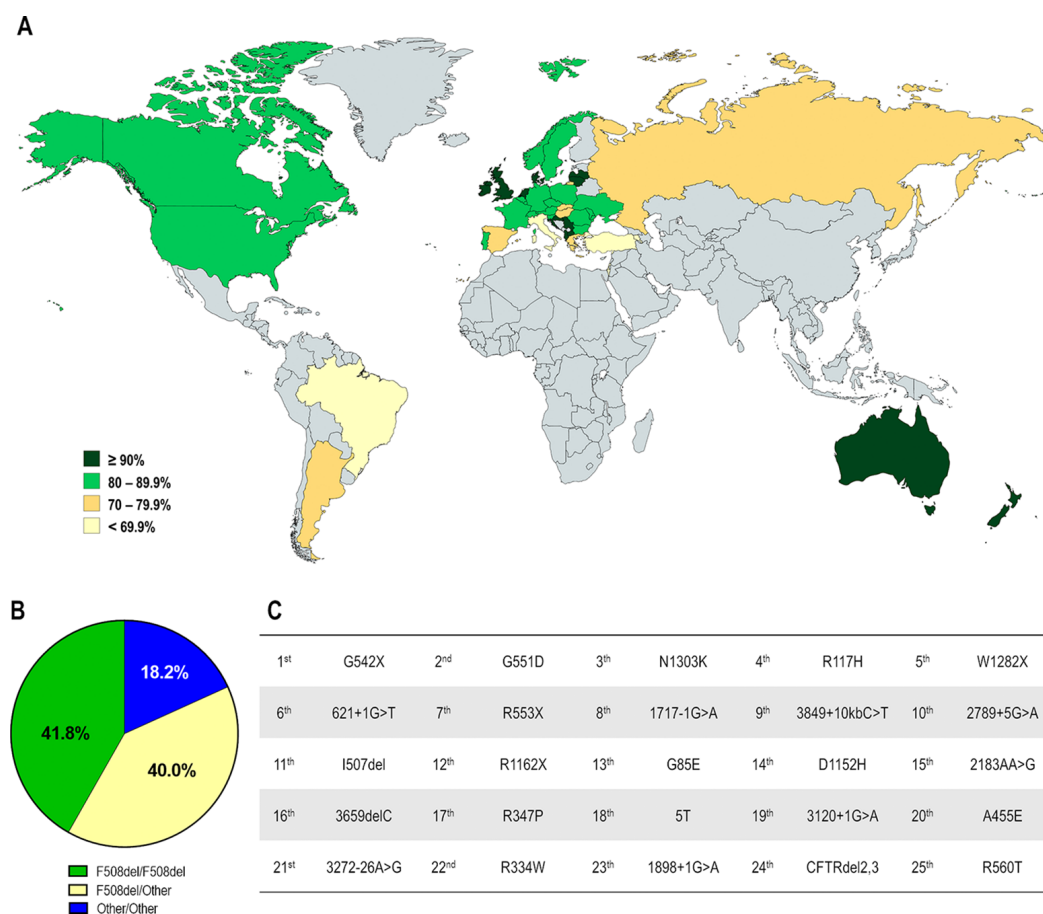 A
≥ 90%
80 – 89.9%
70 – 79.9%
< 69.9%
B
18.2%
41.8%
40.0%
F508del/F508del
F508del/Other
Other/Other
C
1st G542X 2nd G551D 3th N1303K 4th R117H 5th W1282X
6th 621+1G>T 7th R553X 8th 1717-1G>A 9th 3849+10kbC>T 10th 2789+5G>A
11th I507del 12th R1162X 13th G85E 14th D1152H 15th 2183AA>G
16th 3659delC 17th R347P 18th 5T 19th 3120+1G>A 20th A455E
21st 3272-26A>G 22nd R334W 23th 1898+1G>A 24th CFTRdel2,3 25th R560T